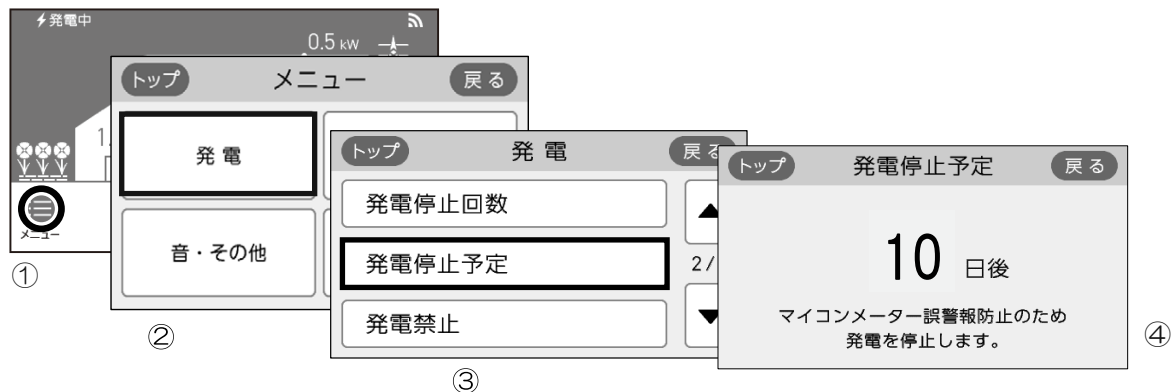 発電中
0.5 kW
1.
メニュー
①
トップ メニュー 戻る
発電
音・その他
②
トップ 発電 戻る
発電停止回数
発電停止予定
発電禁止
▲
2/
▼
③
トップ 発電停止予定 戻る
10 日後
マイコンメーター誤警報防止のため
発電を停止します。
④